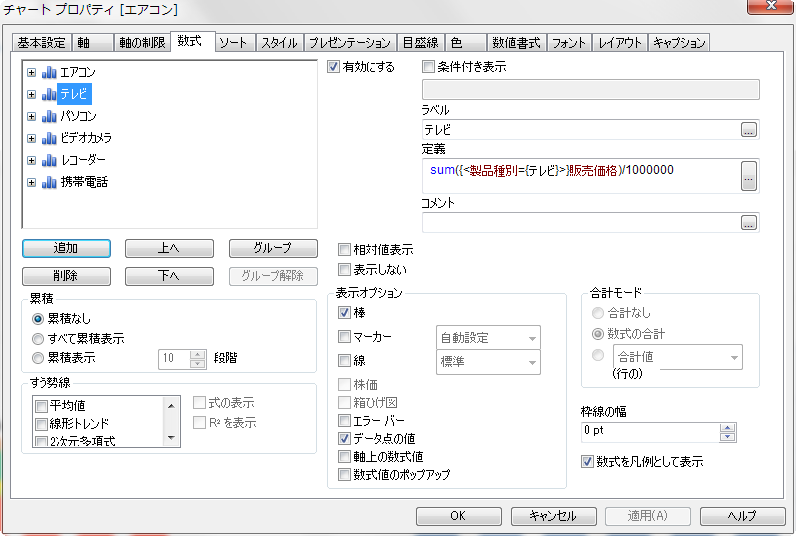 チャート プロパティ [エアコン]
基本設定 軸 軸の制限 数式 ソート スタイル プレゼンテーション 目盛線 色 数値書式 フォント レイアウト キャプション
エアコン
テレビ
パソコン
ビデオカメラ
レコーダー
携帯電話
有効にする
条件付き表示
ラベル
テレビ
...
定義
sum({<製品種別={テレビ}>}販売価格)/1000000
...
コメント
...
追加 上へ グループ
削除 下へ グループ解除
相対値表示
表示しない
累積
累積なし
すべて累積表示
累積表示 10 段階
すう勢線
平均値
線形トレンド
2次元多項式
式の表示
R² を表示
表示オプション
棒
マーカー 自動設定
線 標準
株価
箱ひげ図
エラー バー
データ点の値
軸上の数式値
数式値のポップアップ
合計モード
合計なし
数式の合計
合計値
(行の)
枠線の幅
0 pt
数式を凡例として表示
OK キャンセル 適用(A) ヘルプ